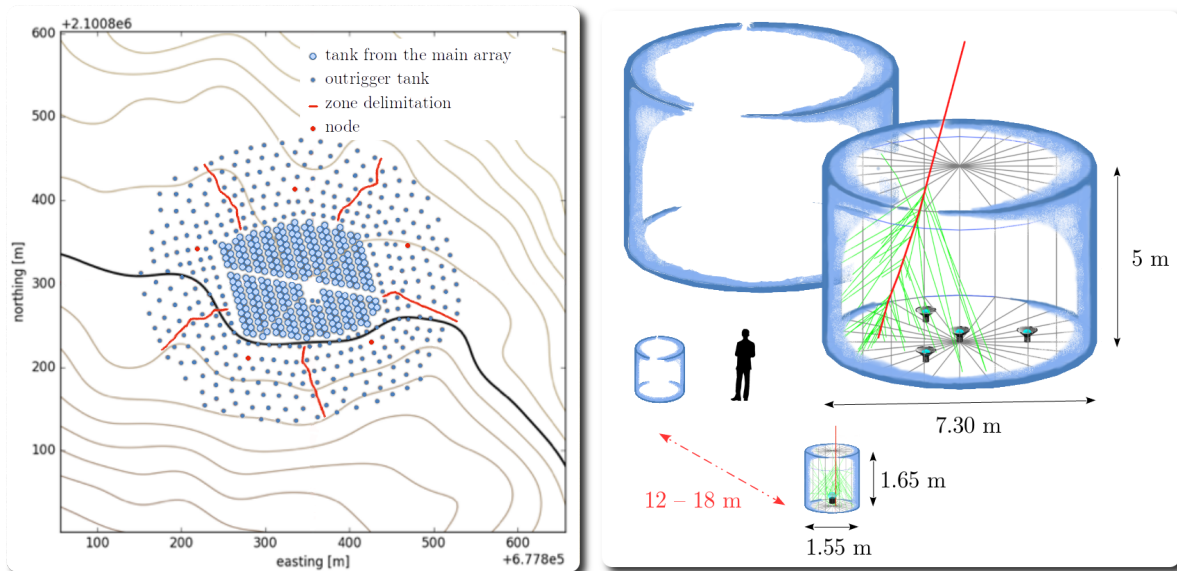 +2.1008e6
600
500
400
300
200
100
northing [m]
tank from the main array
outrigger tank
zone delimitation
node
100
200
300
400
500
600
easting [m]
+6.778e5
5 m
7.30 m
12 – 18 m
1.65 m
1.55 m